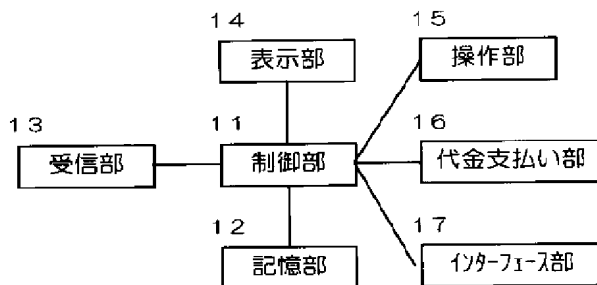 14
表示部
15
操作部
13
受信部
11
制御部
16
代金支払い部
12
記憶部
17
インターフェース部